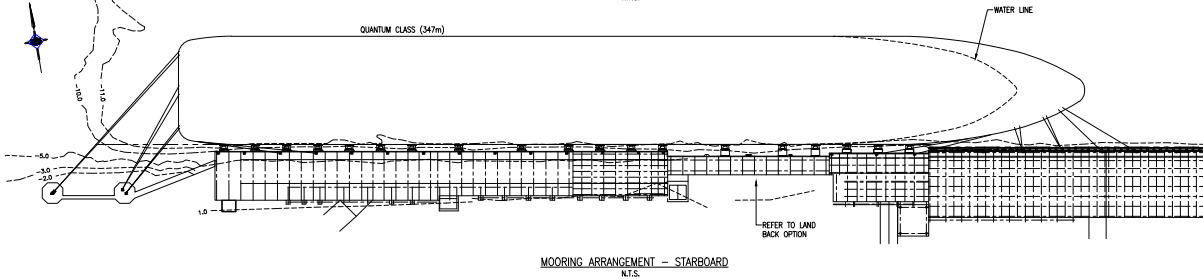 WATER LINE
QUANTUM CLASS (347m)
-10.0
-11.0
-5.0
-3.0
-2.0
1.0
REFER TO LAND
BACK OPTION
MOORING ARRANGEMENT - STARBOARD
N.T.S.